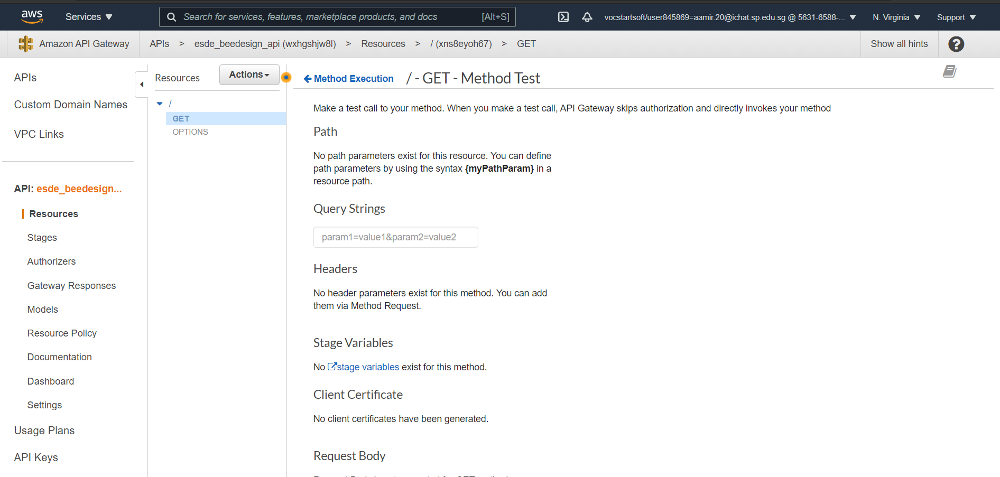 aws
Services
Search for services, features, marketplace products, and docs [Alt+S]
vocstartsoft/user845869=aamir.20@ichat.sp.edu.sg @ 5631-6588-...
N. Virginia
Support
Amazon API Gateway
APIs > esde_beedesign_api (wxhgshjw8l) > Resources > / (xns8eyoh67) > GET
Show all hints
?
APIs
Custom Domain Names
VPC Links
API: esde_beedesign...
Resources
Stages
Authorizers
Gateway Responses
Models
Resource Policy
Documentation
Dashboard
Settings
Usage Plans
API Keys
Resources
Actions
/
GET
OPTIONS
Method Execution / - GET - Method Test
Make a test call to your method. When you make a test call, API Gateway skips authorization and directly invokes your method
Path
No path parameters exist for this resource. You can define
path parameters by using the syntax {myPathParam} in a
resource path.
Query Strings
param1=value1&param2=value2
Headers
No header parameters exist for this method. You can add
them via Method Request.
Stage Variables
No stage variables exist for this method.
Client Certificate
No client certificates have been generated.
Request Body